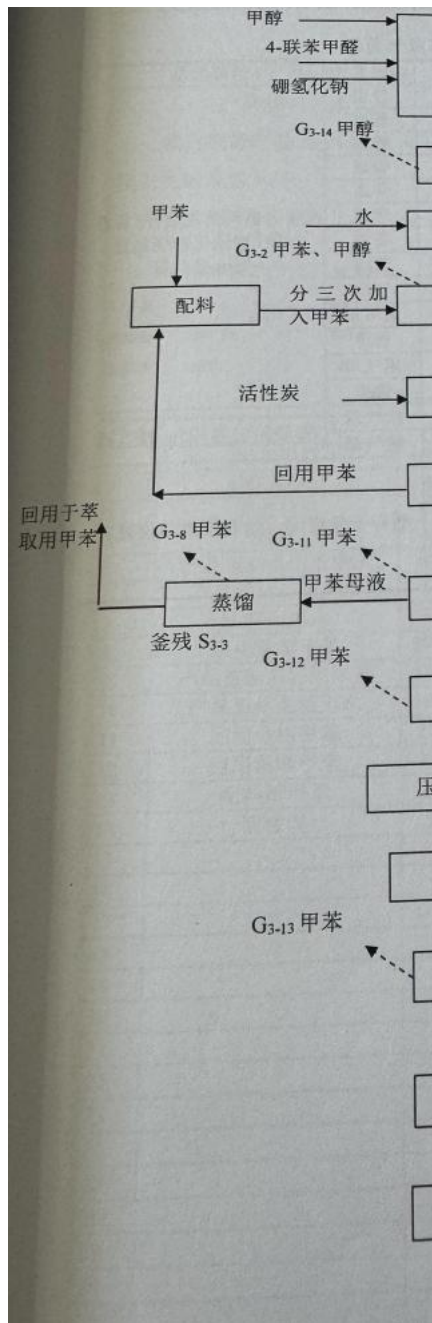 甲醇
4-联苯甲醛
硼氢化钠
G3-14 甲醇
甲苯
水
G3-2 甲苯、甲醇
配料
分三次加
入甲苯
活性炭
回用甲苯
回用于萃
取用甲苯
G3-8 甲苯
G3-11 甲苯
蒸馏
甲苯母液
釜残 S3-3
G3-12 甲苯
压
G3-13 甲苯